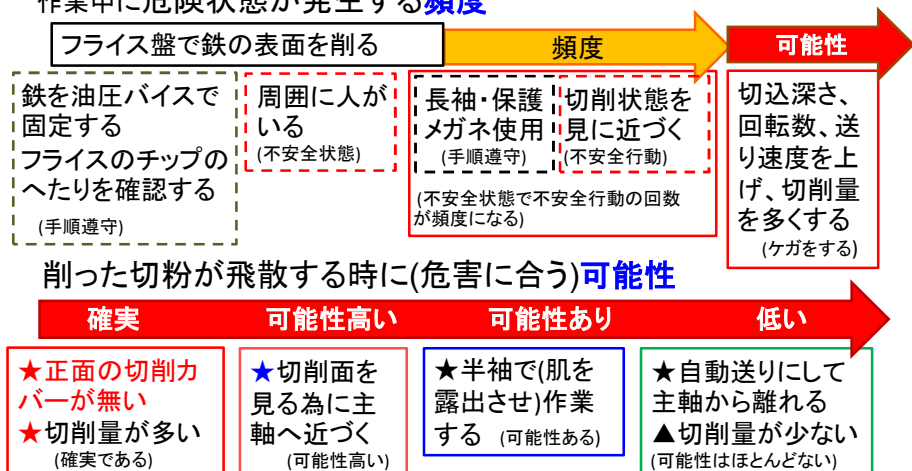 作業中に危険状態が発生する頻度
フライス盤で鉄の表面を削る
頻度
可能性
鉄を油圧バイスで
固定する
フライスのチップの
へたりを確認する
(手順遵守)
周囲に人が
いる
(不安全状態)
長袖・保護
メガネ使用
(手順遵守)
切削状態を
見に近づく
(不安全行動)
(不安全状態で不安全行動の回数
が頻度になる)
切込深さ、
回転数、送
り速度を上
げ、切削量
を多くする
(ケガをする)
削った切粉が飛散する時に(危害に合う)可能性
確実
可能性高い
可能性あり
低い
★正面の切削カ
バーが無い
★切削量が多い
(確実である)
★切削面を
見る為に主
軸へ近づく
(可能性高い)
★半袖で(肌を
露出させ)作業
する (可能性ある)
★自動送りにして
主軸から離れる
▲切削量が少ない
(可能性はほとんどない)